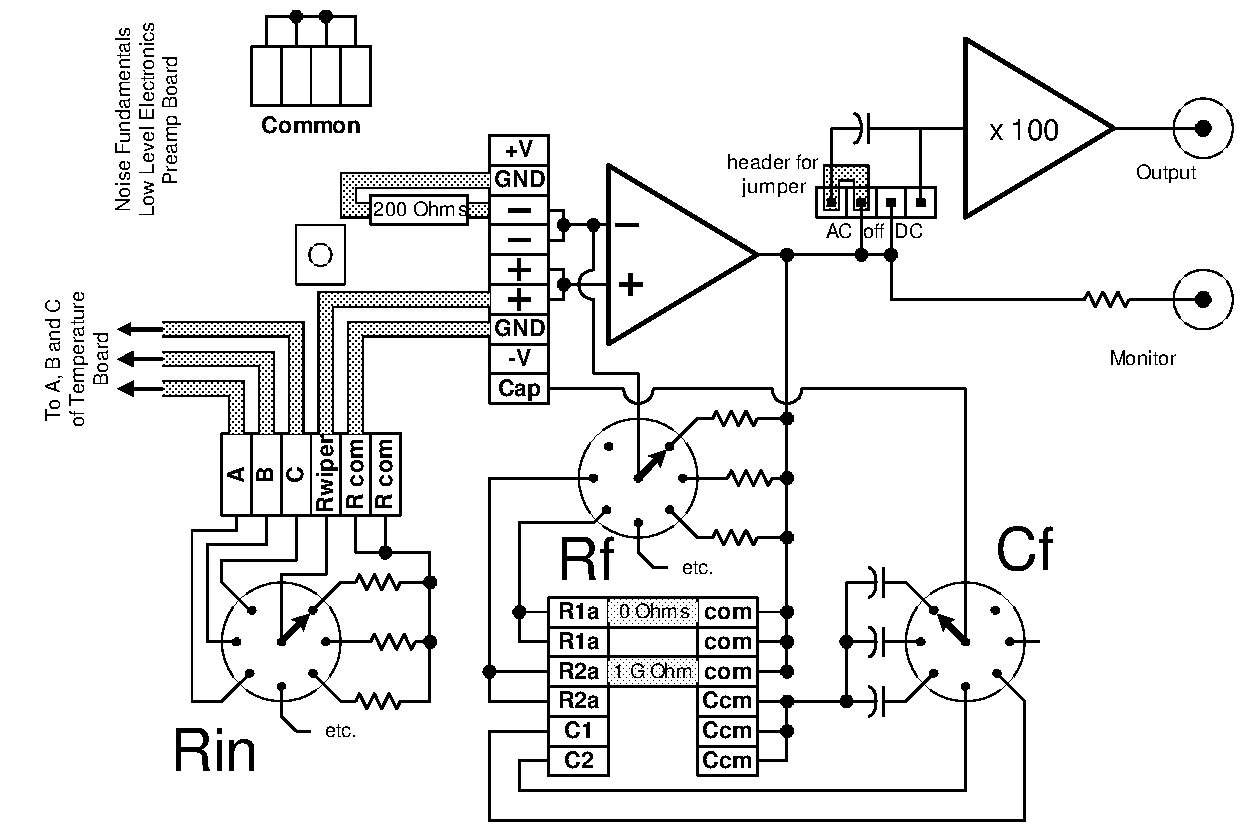 Noise Fundamentals
Low Level Electronics
Preamp Board
Common
+V
GND
200 Ohms
−
−
+
+
GND
-V
Cap
−
+
header for
jumper
AC off DC
x 100
Output
Monitor
To A, B and C
of Temperature
Board
A
B
C
Rwiper
R com
R com
etc.
Rin
Rf
etc.
Cf
R1a 0 Ohms com
R1a com
R2a 1 G Ohm com
R2a Ccm
C1 Ccm
C2 Ccm